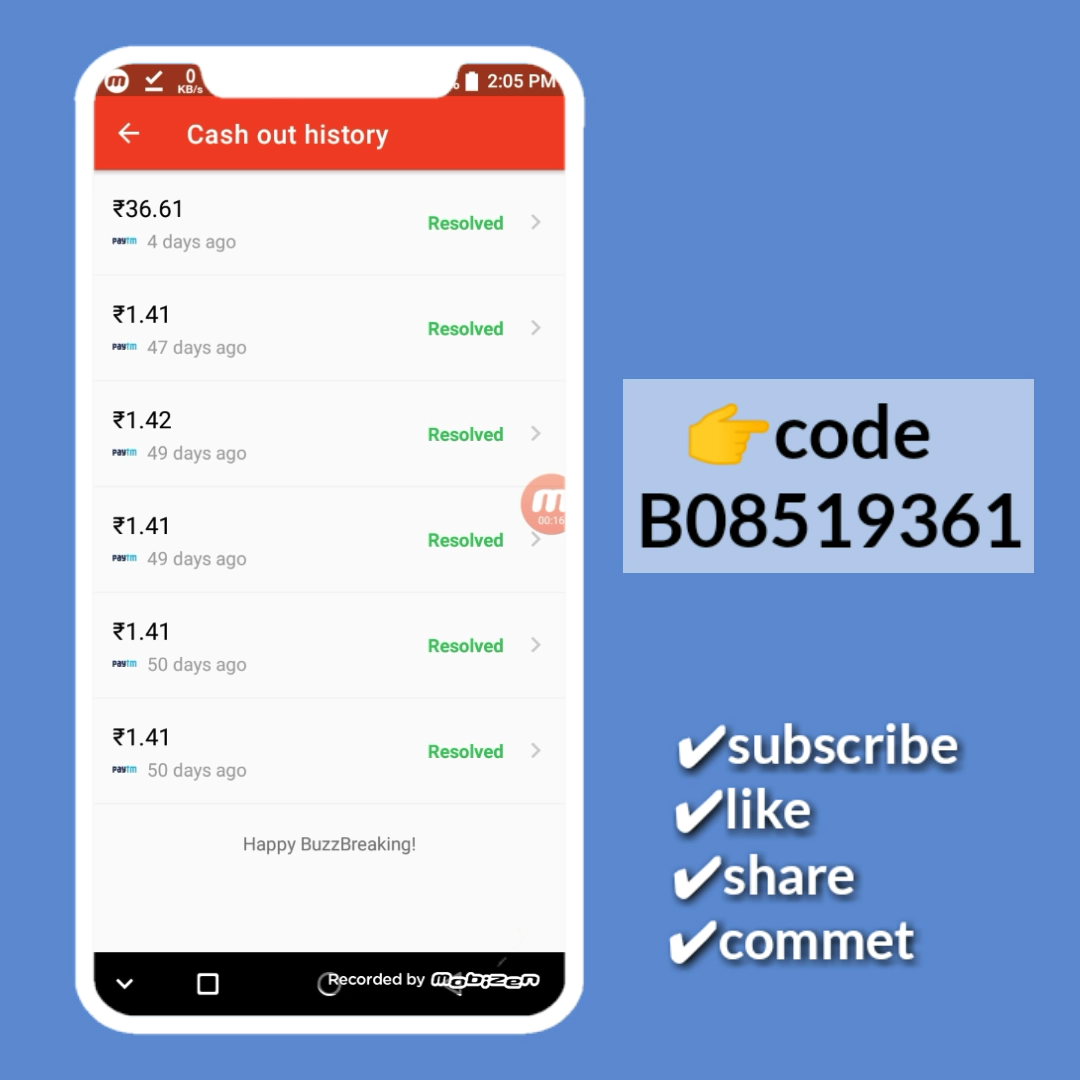 0
KB/s
2:05 PM
Cash out history
₹36.61
Resolved
paytm 4 days ago
₹1.41
Resolved
paytm 47 days ago
₹1.42
Resolved
paytm 49 days ago
₹1.41
Resolved
paytm 49 days ago
₹1.41
Resolved
paytm 50 days ago
₹1.41
Resolved
paytm 50 days ago
Happy BuzzBreaking!
m
00:16
Recorded by mobizen
👉code
B08519361
✔subscribe
✔like
✔share
✔commet